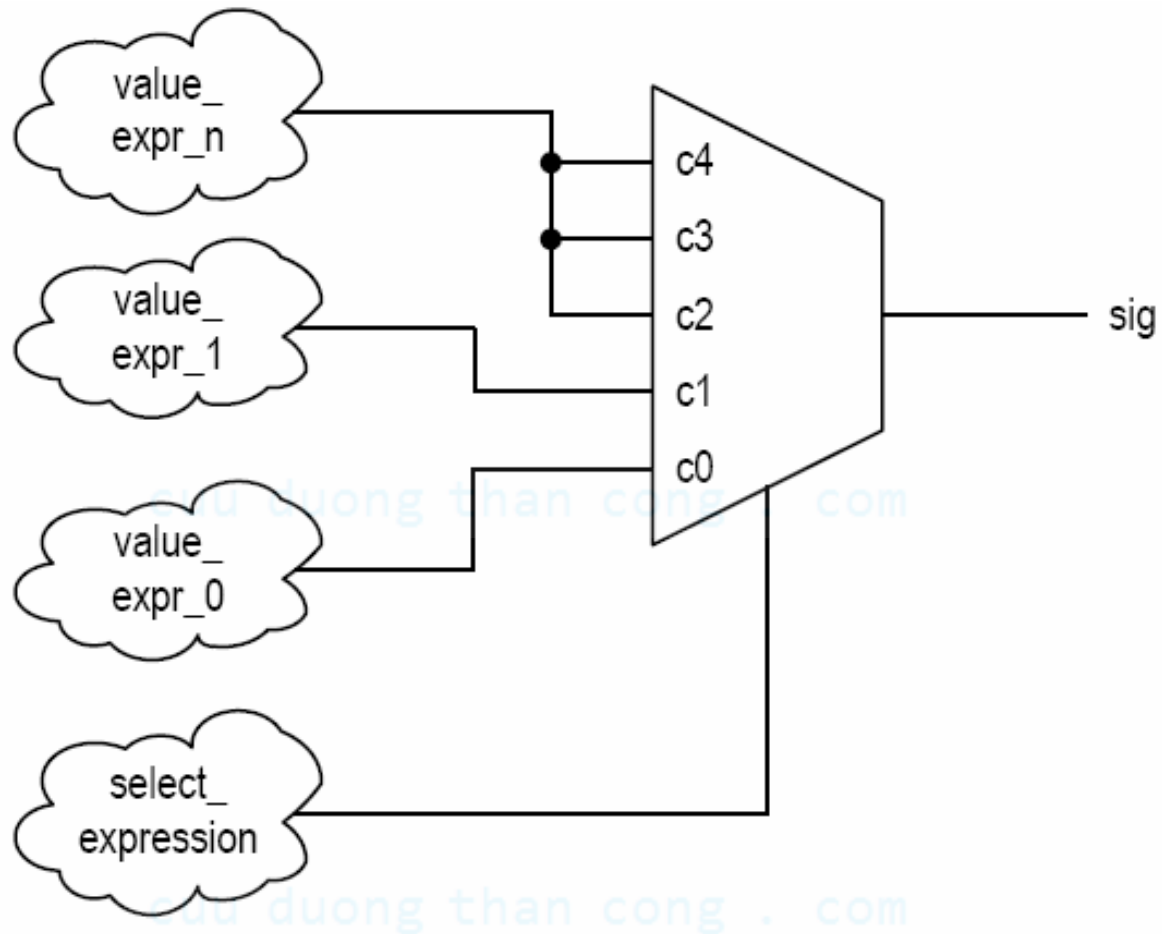 value_
expr_n
c4
c3
value_
expr_1
c2
sig
c1
c0
cuu duong than cong . com
value_
expr_0
select_
expression
cuu duong than cong . com